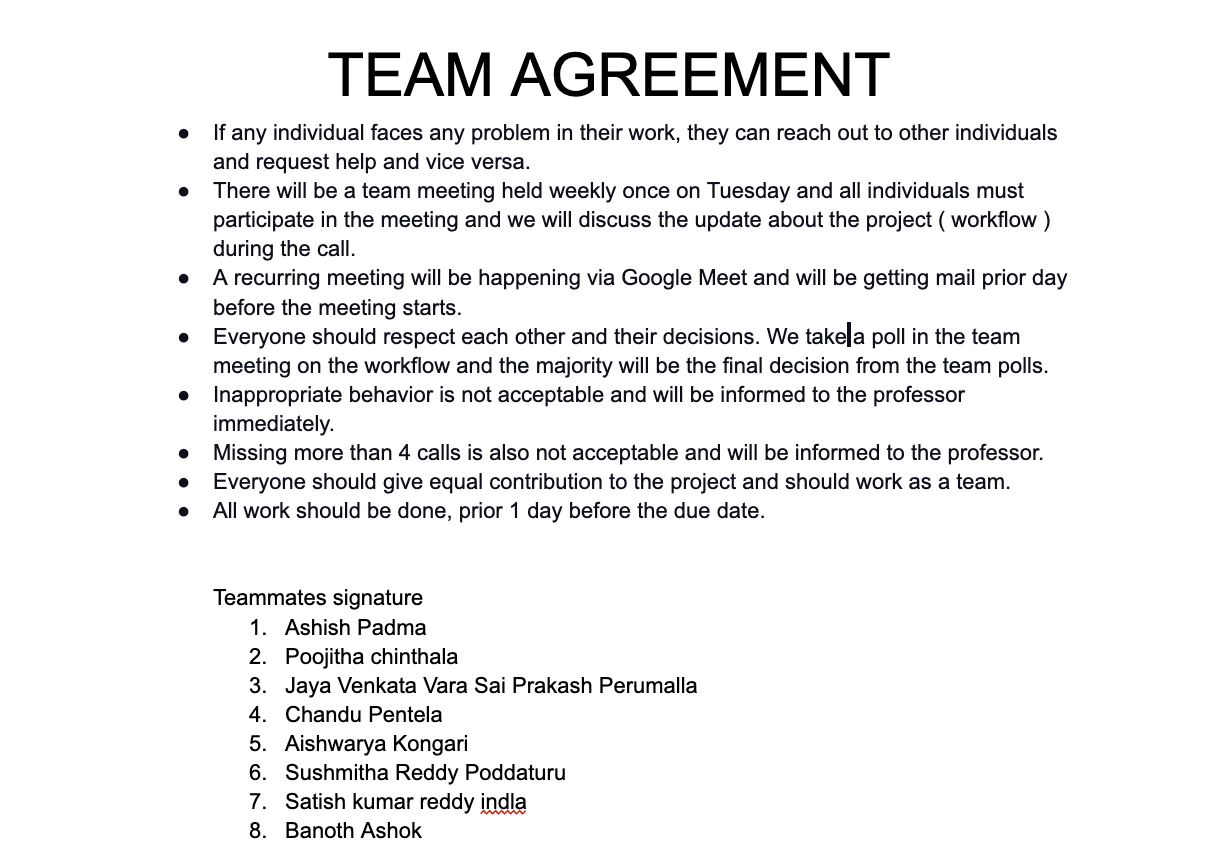 TEAM AGREEMENT
● If any individual faces any problem in their work, they can reach out to other individuals
and request help and vice versa.
● There will be a team meeting held weekly once on Tuesday and all individuals must
participate in the meeting and we will discuss the update about the project ( workflow )
during the call.
● A recurring meeting will be happening via Google Meet and will be getting mail prior day
before the meeting starts.
● Everyone should respect each other and their decisions. We take a poll in the team
meeting on the workflow and the majority will be the final decision from the team polls.
● Inappropriate behavior is not acceptable and will be informed to the professor
immediately.
● Missing more than 4 calls is also not acceptable and will be informed to the professor.
● Everyone should give equal contribution to the project and should work as a team.
● All work should be done, prior 1 day before the due date.
Teammates signature
1. Ashish Padma
2. Poojitha chinthala
3. Jaya Venkata Vara Sai Prakash Perumalla
4. Chandu Pentela
5. Aishwarya Kongari
6. Sushmitha Reddy Poddaturu
7. Satish kumar reddy indla
8. Banoth Ashok